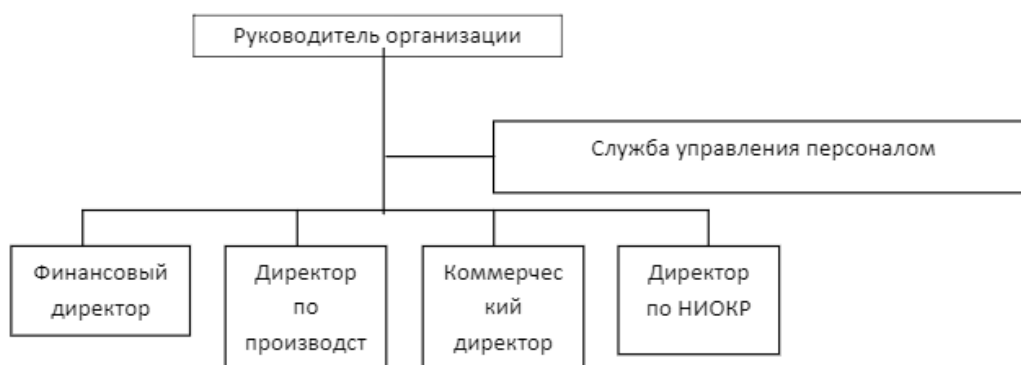 Руководитель организации
Служба управления персоналом
Финансовый
директор
Директор
по
производст
Коммерчес
кий
директор
Директор
по НИОКР